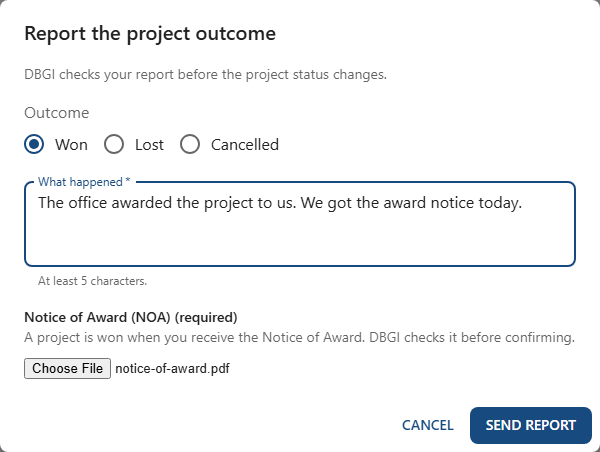 Report the project outcome
DBGI checks your report before the project status changes.
Outcome
Won Lost Cancelled
What happened *
The office awarded the project to us. We got the award notice today.
At least 5 characters.
Notice of Award (NOA) (required)
A project is won when you receive the Notice of Award. DBGI checks it before confirming.
Choose File notice-of-award.pdf
CANCEL SEND REPORT